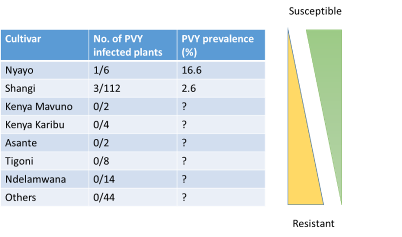 Susceptible
Cultivar No. of PVY infected plants PVY prevalence (%)
Nyayo 1/6 16.6
Shangi 3/112 2.6
Kenya Mavuno 0/2 ?
Kenya Karibu 0/4 ?
Asante 0/2 ?
Tigoni 0/8 ?
Ndelamwana 0/14 ?
Others 0/44 ?
Resistant